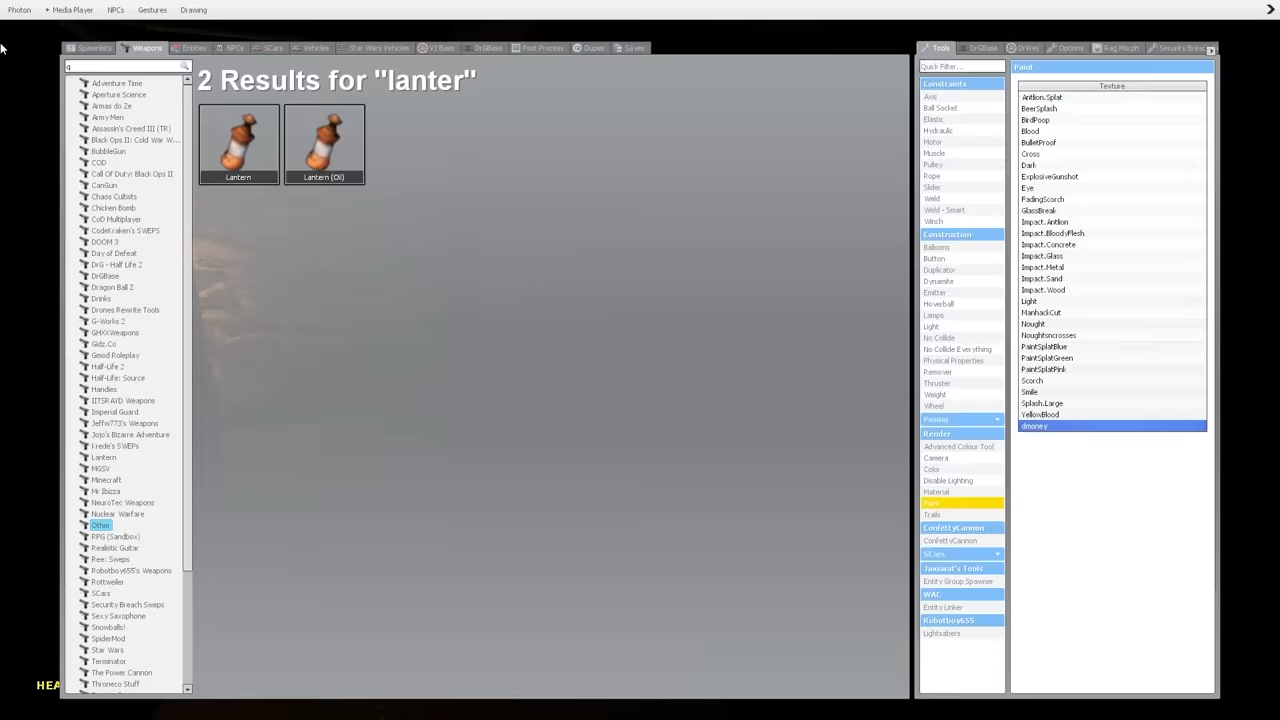 Photon
Media Player
NPCs
Gestures
Drawing
Spawnlists
Weapons
Entities
NPCs
SCars
Vehicles
Star Wars Vehicles
VJ Base
DrGBase
Post Process
Dupes
Saves
q
Adventure Time
Aperture Science
Armas do Ze
Army Men
Assassin's Creed III (TR)
Black Ops II: Cold War W...
BubbleGun
COD
Call Of Duty: Black Ops II
CanGun
Chaos Cultists
Chicken Bomb
CoD Multiplayer
CodeKraken's SWEPS
DOOM 3
Day of Defeat
DrG - Half Life 2
DrGBase
Dragon Ball Z
Drinks
Drones Rewrite Tools
G-Works 2
GHXXWeapons
Gidz.Co
Gmod Roleplay
Half-Life 2
Half-Life: Source
Handies
IITSRAYD Weapons
Imperial Guard
Jeffw773's Weapons
Jojo's Bizarre Adventure
Krede's SWEPs
Lantern
MGSV
Minecraft
Mr Ibizza
NeuroTec Weapons
Nuclear Warfare
Other
RPG (Sandbox)
Realistic Guitar
Ree: Sweps
Robotboy655's Weapons
Rottweiler
SCars
Security Breach Sweps
Sexy Saxophone
Snowballs!
SpiderMod
Star Wars
Terminator
The Power Cannon
Throneco Stuff
HEA
2 Results for "lanter"
Lantern
Lantern (Oil)
Tools
DrGBase
DrVrej
Options
Rag Morph
Security Breac
Quick Filter...
Constraints
Axis
Ball Socket
Elastic
Hydraulic
Motor
Muscle
Pulley
Rope
Slider
Weld
Weld - Smart
Winch
Construction
Balloons
Button
Duplicator
Dynamite
Emitter
Hoverball
Lamps
Light
No Collide
No Collide Everything
Physical Properties
Remover
Thruster
Weight
Wheel
Posing
Render
Advanced Colour Tool
Camera
Color
Disable Lighting
Material
Paint
Trails
ConfettyCannon
ConfettyCannon
SCars
Jaxswat's Tools
Entity Group Spawner
WAC
Entity Linker
Robotboy655
Lightsabers
Paint
Texture
Antlion.Splat
BeerSplash
BirdPoop
Blood
BulletProof
Cross
Dark
ExplosiveGunshot
Eye
FadingScorch
GlassBreak
Impact.Antlion
Impact.BloodyFlesh
Impact.Concrete
Impact.Glass
Impact.Metal
Impact.Sand
Impact.Wood
Light
ManhackCut
Nought
Noughtsncrosses
PaintSplatBlue
PaintSplatGreen
PaintSplatPink
Scorch
Smile
Splash.Large
YellowBlood
dmoney